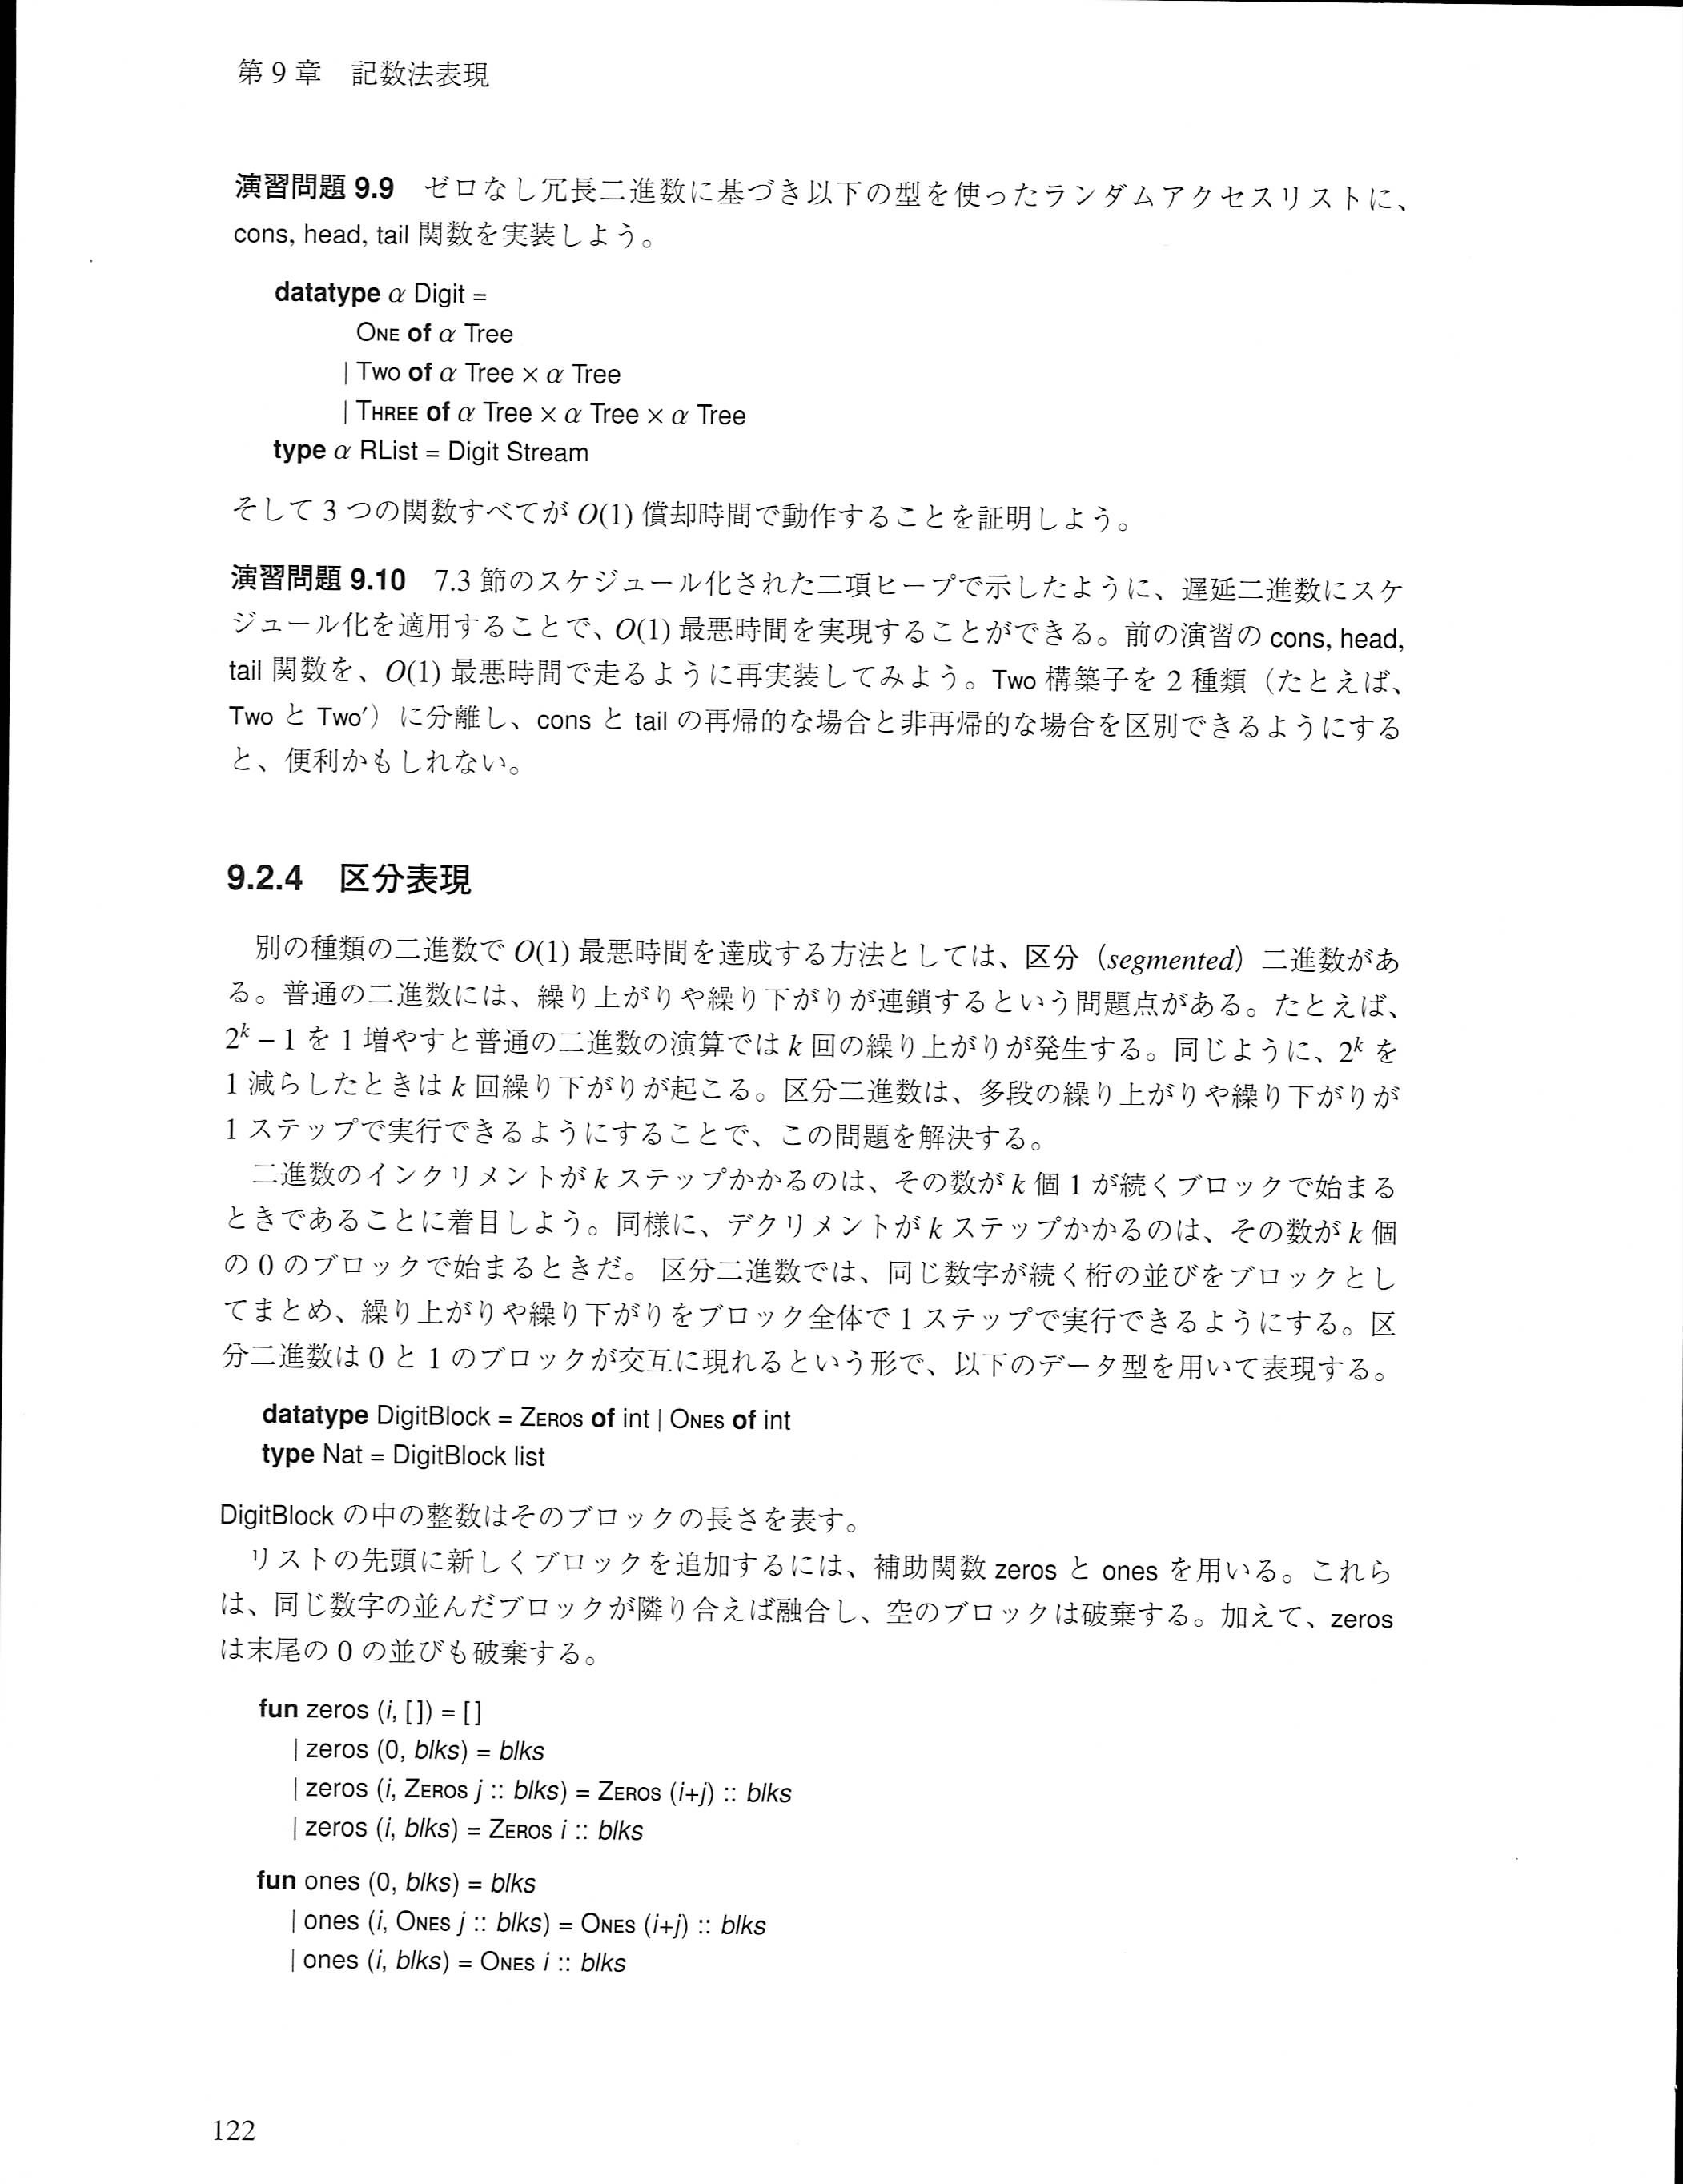 第 9 章　記数法表現
演習問題 9.9　ゼロなし冗長二進数に基づき以下の型を使ったランダムアクセスリストに、
cons, head, tail 関数を実装しよう。
datatype α Digit =
ONE of α Tree
| TWO of α Tree × α Tree
| THREE of α Tree × α Tree × α Tree
type α RList = Digit Stream
そして 3 つの関数すべてが O(1) 償却時間で動作することを証明しよう。
演習問題 9.10　7.3 節のスケジュール化された二項ヒープで示したように、遅延二進数にスケ
ジュール化を適用することで、O(1) 最悪時間を実現することができる。前の演習の cons, head,
tail 関数を、O(1) 最悪時間で走るように再実装してみよう。TWO 構築子を 2 種類（たとえば、
TWO と TWO′）に分離し、cons と tail の再帰的な場合と非再帰的な場合を区別できるようにする
と、便利かもしれない。
9.2.4　区分表現
別の種類の二進数で O(1) 最悪時間を達成する方法としては、区分（segmented）二進数があ
る。普通の二進数には、繰り上がりや繰り下がりが連鎖するという問題点がある。たとえば、
2ᵏ − 1 を 1 増やすと普通の二進数の演算では k 回の繰り上がりが発生する。同じように、2ᵏ を
1 減らしたときは k 回繰り下がりが起こる。区分二進数は、多段の繰り上がりや繰り下がりが
1 ステップで実行できるようにすることで、この問題を解決する。
二進数のインクリメントが k ステップかかるのは、その数が k 個 1 が続くブロックで始まる
ときであることに着目しよう。同様に、デクリメントが k ステップかかるのは、その数が k 個
の 0 のブロックで始まるときだ。 区分二進数では、同じ数字が続く桁の並びをブロックとし
てまとめ、繰り上がりや繰り下がりをブロック全体で 1 ステップで実行できるようにする。区
分二進数は 0 と 1 のブロックが交互に現れるという形で、以下のデータ型を用いて表現する。
datatype DigitBlock = ZEROS of int | ONES of int
type Nat = DigitBlock list
DigitBlock の中の整数はそのブロックの長さを表す。
リストの先頭に新しくブロックを追加するには、補助関数 zeros と ones を用いる。これら
は、同じ数字の並んだブロックが隣り合えば融合し、空のブロックは破棄する。加えて、zeros
は末尾の 0 の並びも破棄する。
fun zeros (i, []) = []
| zeros (0, blks) = blks
| zeros (i, ZEROS j :: blks) = ZEROS (i+j) :: blks
| zeros (i, blks) = ZEROS i :: blks
fun ones (0, blks) = blks
| ones (i, ONES j :: blks) = ONES (i+j) :: blks
| ones (i, blks) = ONES i :: blks
122